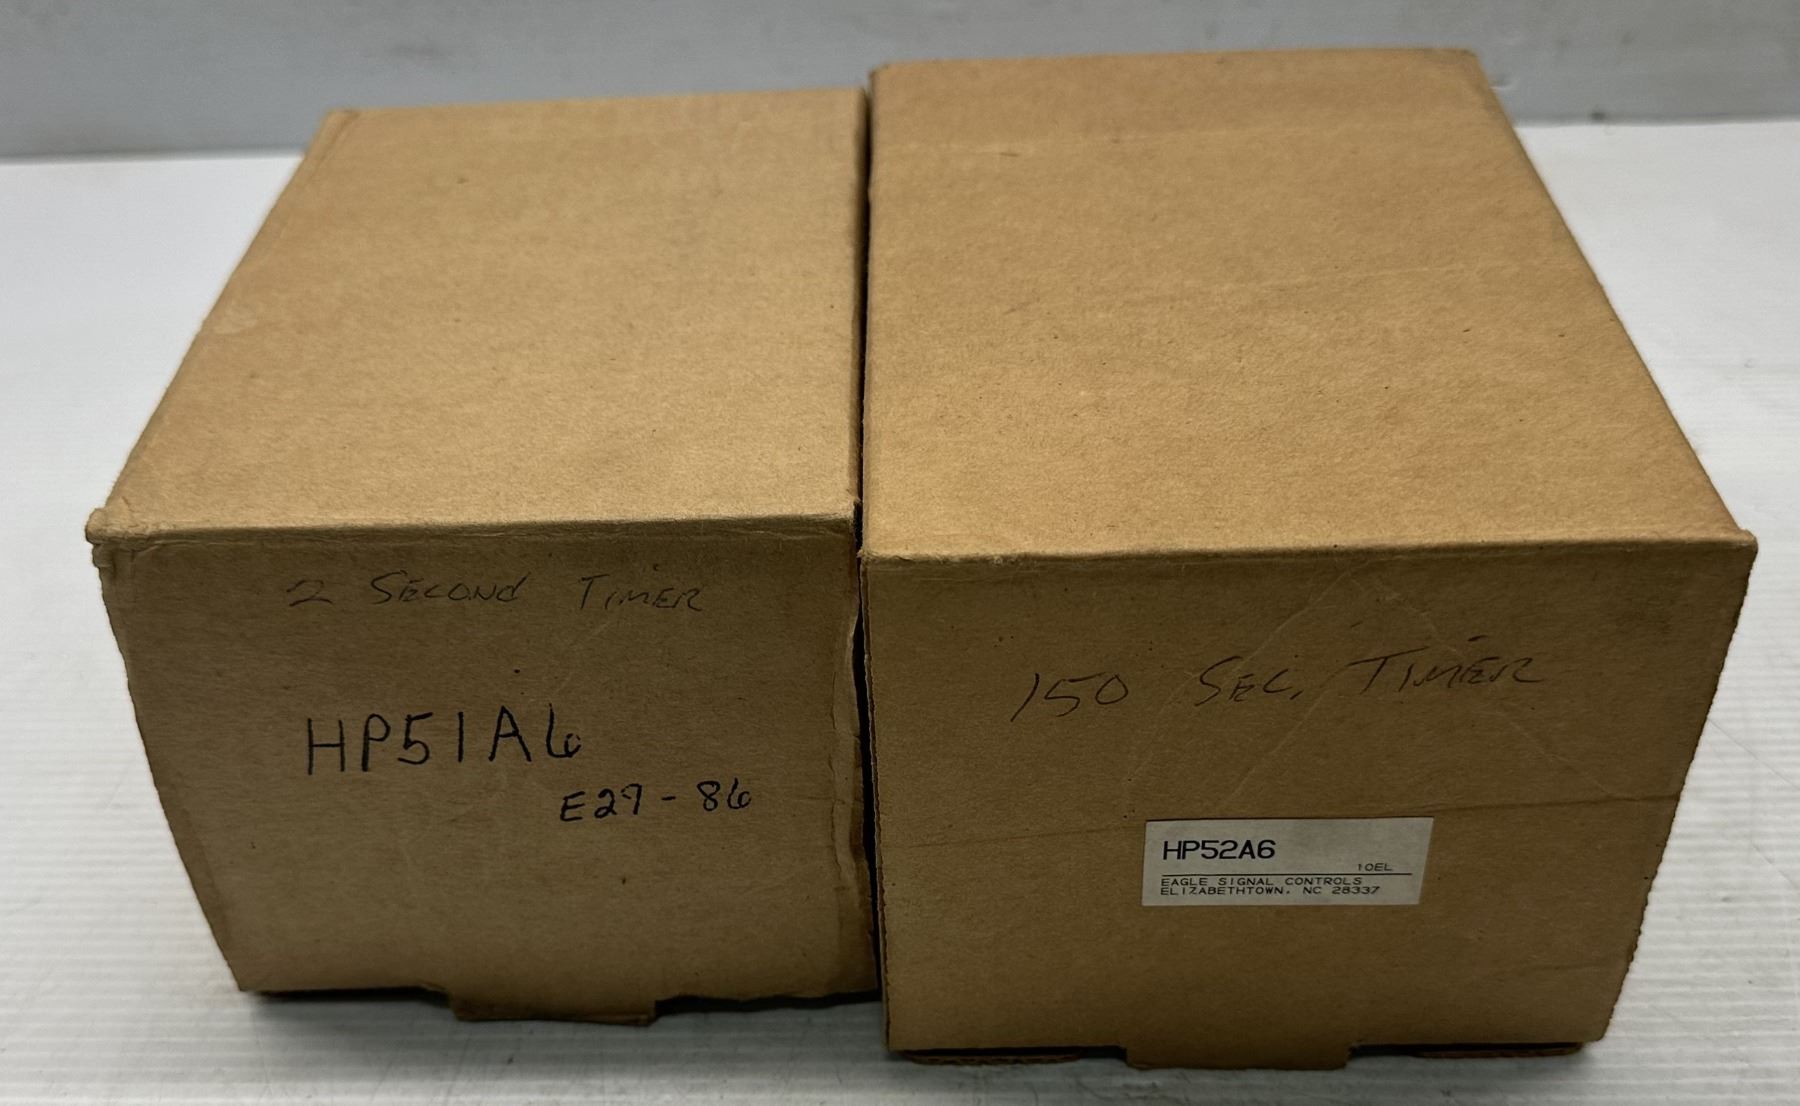 2 SECOND TIMER
HP51A6
E27-86
150 SEC. TIMER
HP52A6
10EL
EAGLE SIGNAL CONTROLS
ELIZABETHTOWN, NC 28337